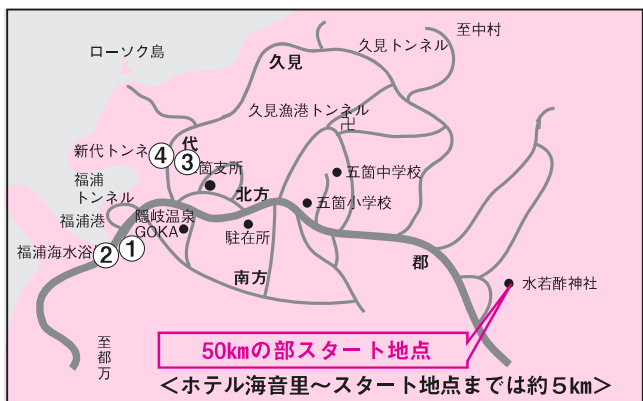 至中村
久見トンネル
ローソク島
久見
久見漁港トンネル
卍
代
新代トンネ
④
③
箇支所
五箇中学校
福浦
トンネル
北方
五箇小学校
福浦港
隠岐温泉
GOKA
駐在所
福浦海水浴
②
①
郡
南方
水若酢神社
至都万
50kmの部スタート地点
<ホテル海音里~スタート地点までは約5km>